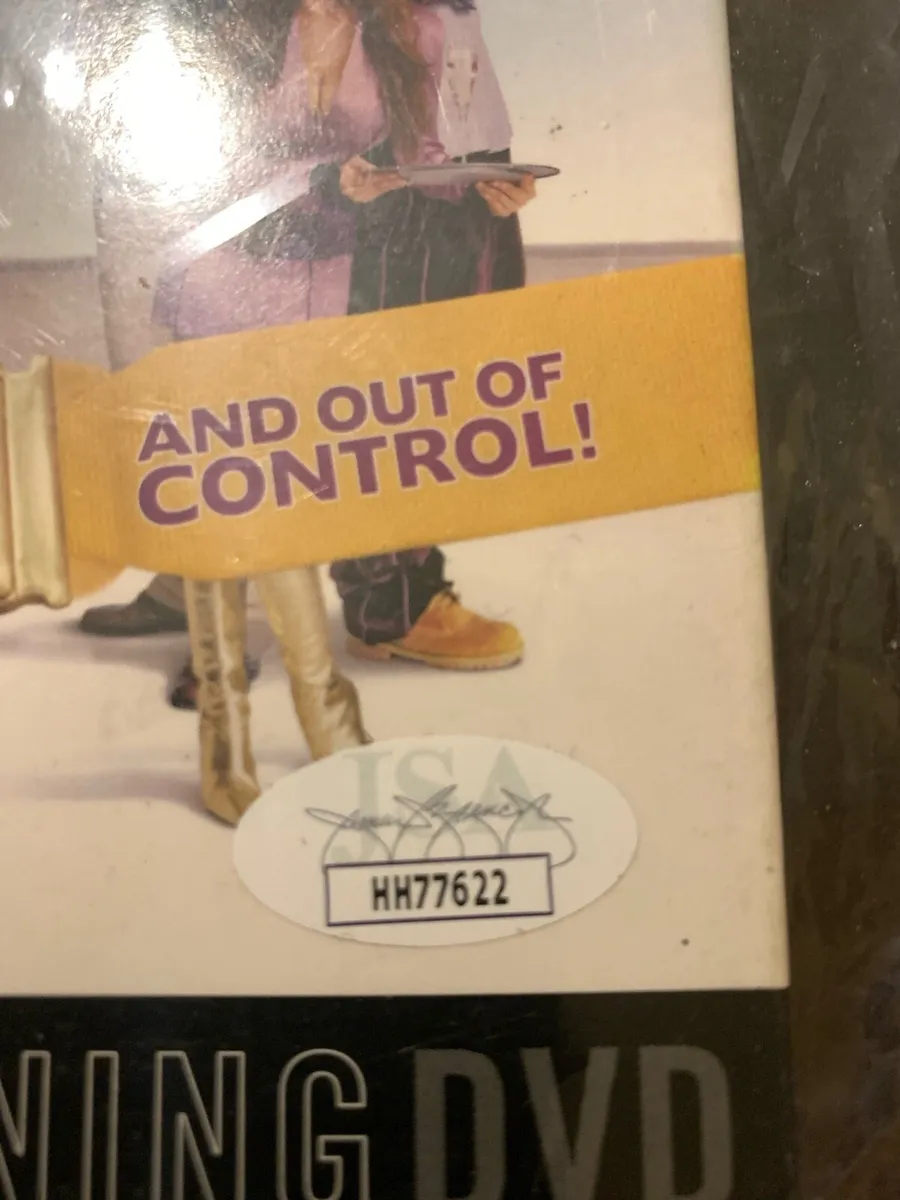 AND OUT OF
CONTROL!
JSA
HH77622
NING DVD